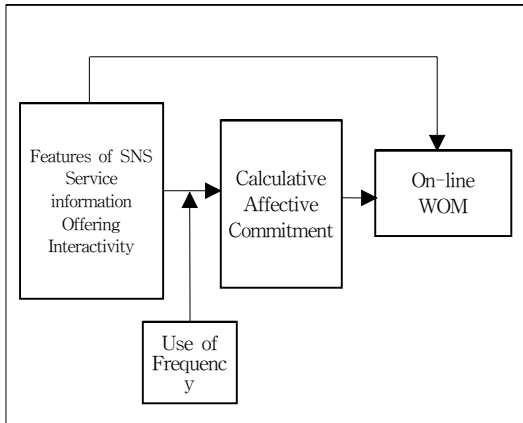 Features of SNS
Service
information
Offering
Interactivity
Calculative
Affective
Commitment
On-line
WOM
Use of
Frequenc
y